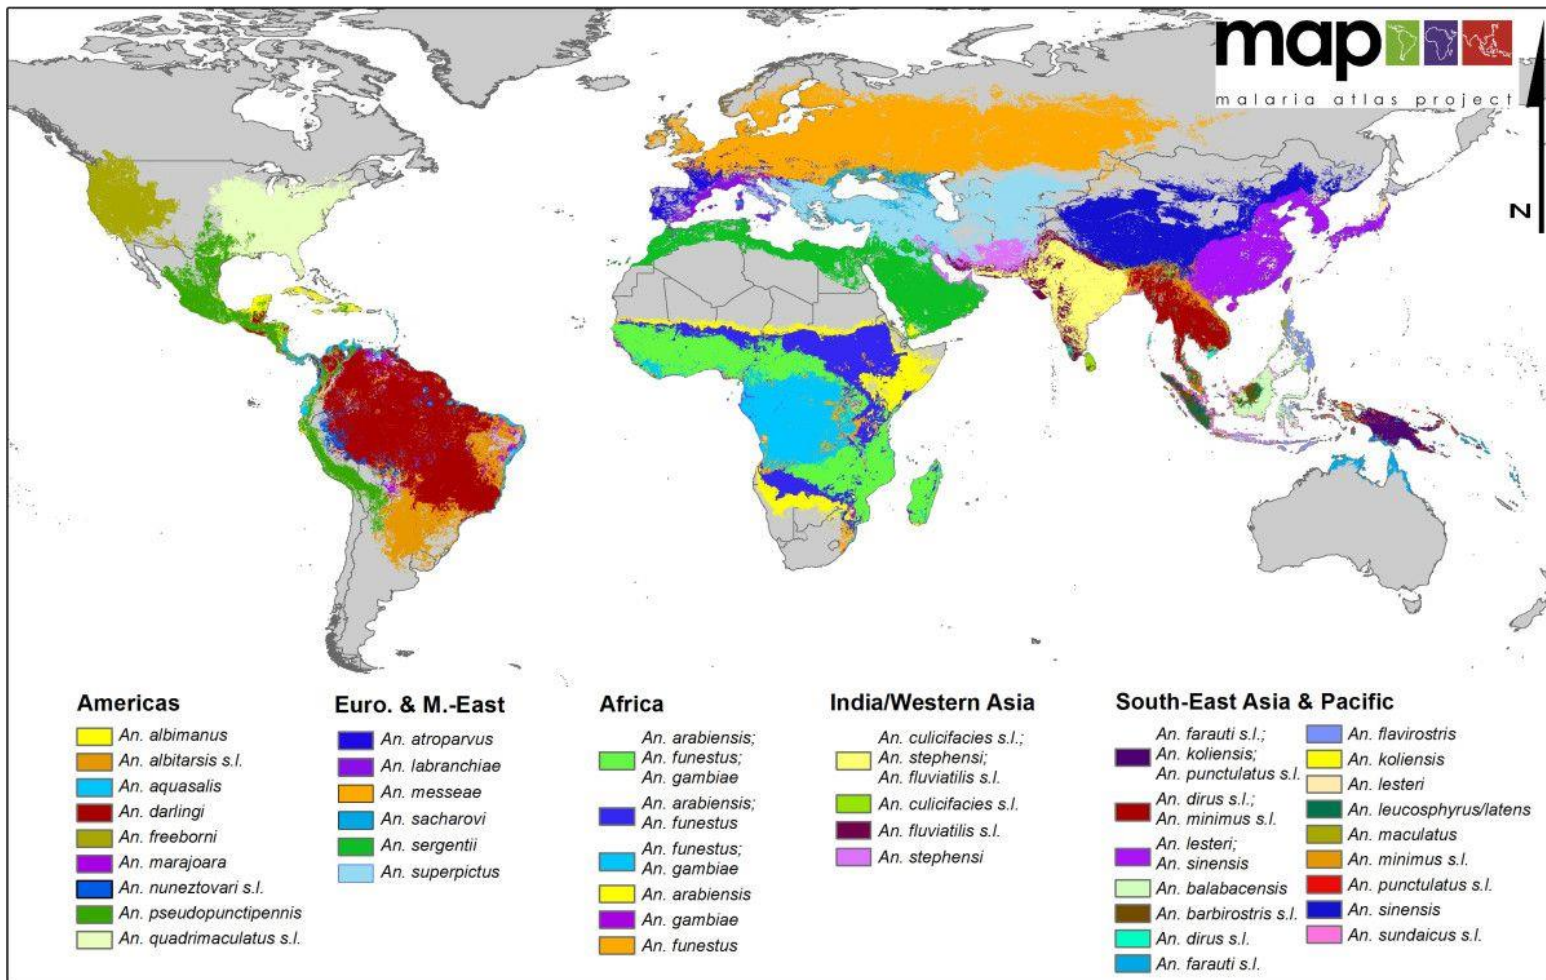 map
malaria atlas project
N
Americas
An. albimanus
An. albitarsis s.l.
An. aquasalis
An. darlingi
An. freeborni
An. marajoara
An. nuneztovari s.l.
An. pseudopunctipennis
An. quadrimaculatus s.l.
Euro. & M.-East
An. atroparvus
An. labranchiae
An. messeae
An. sacharovi
An. sergentii
An. superpictus
Africa
An. arabiensis;
An. funestus;
An. gambiae
An. arabiensis;
An. funestus
An. funestus;
An. gambiae
An. arabiensis
An. gambiae
An. funestus
India/Western Asia
An. culicifacies s.l.;
An. stephensi;
An. fluviatilis s.l.
An. culicifacies s.l.
An. fluviatilis s.l.
An. stephensi
South-East Asia & Pacific
An. farauti s.l.;
An. koliensis;
An. punctulatus s.l.
An. dirus s.l.;
An. minimus s.l.
An. lesteri;
An. sinensis
An. balabacensis
An. barbirostris s.l.
An. dirus s.l.
An. farauti s.l.
An. flavirostris
An. koliensis
An. lesteri
An. leucosphyrus/latens
An. maculatus
An. minimus s.l.
An. punctulatus s.l.
An. sinensis
An. sundaicus s.l.